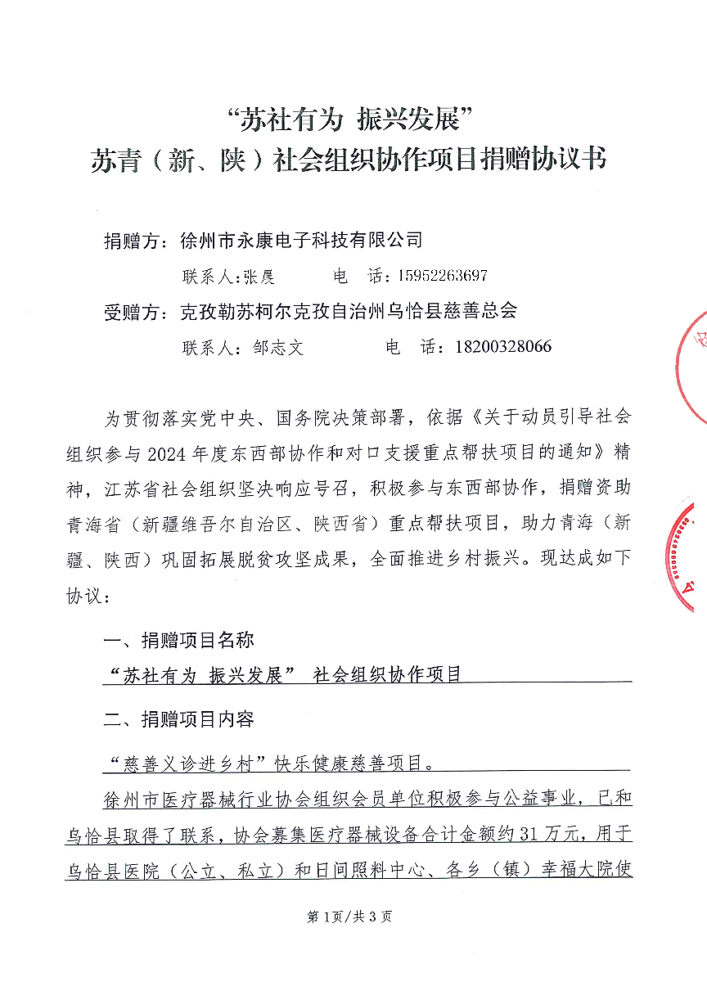 “苏社有为 振兴发展”
苏青（新、陕）社会组织协作项目捐赠协议书
捐赠方：徐州市永康电子科技有限公司
联系人:张晟 电 话：15952263697
受赠方：克孜勒苏柯尔克孜自治州乌恰县慈善总会
联系人：邹志文 电 话：18200328066
为贯彻落实党中央、国务院决策部署，依据《关于动员引导社会
组织参与 2024 年度东西部协作和对口支援重点帮扶项目的通知》精
神，江苏省社会组织坚决响应号召，积极参与东西部协作，捐赠资助
青海省（新疆维吾尔自治区、陕西省）重点帮扶项目，助力青海（新
疆、陕西）巩固拓展脱贫攻坚成果，全面推进乡村振兴。现达成如下
协议：
一、捐赠项目名称
“苏社有为 振兴发展” 社会组织协作项目
二、捐赠项目内容
“慈善义诊进乡村”快乐健康慈善项目。
徐州市医疗器械行业协会组织会员单位积极参与公益事业，已和
乌恰县取得了联系，协会募集医疗器械设备合计金额约 31 万元，用于
乌恰县医院（公立、私立）和日间照料中心、各乡（镇）幸福大院使
第 1页/共 3 页